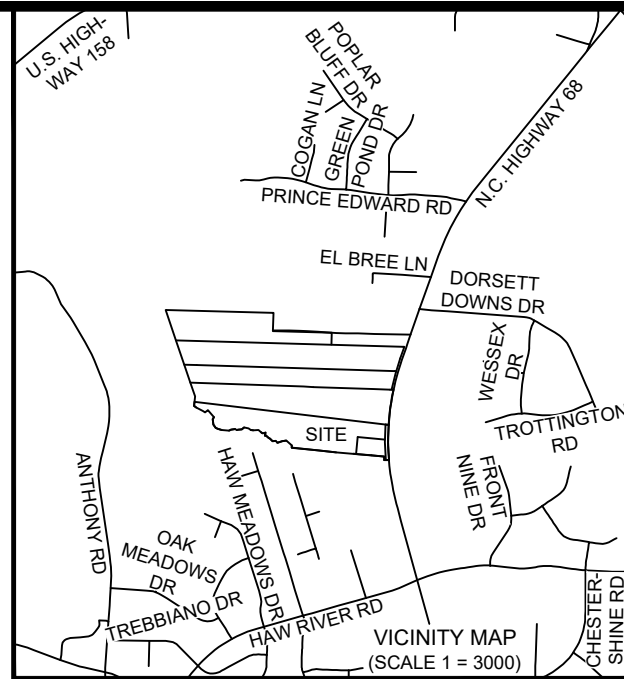 U.S. HIGH-
WAY 158
POPLAR
BLUFF DR
COGAN LN
GREEN
POND DR
N.C. HIGHWAY 68
PRINCE EDWARD RD
EL BREE LN
DORSETT
DOWNS DR
WESSEX
DR
TROTTINGTON
RD
SITE
ANTHONY RD
HAW MEADOWS DR
FRONT
NINE DR
OAK
MEADOWS
DR
TREBBIANO DR
HAW RIVER RD
CHESTER-
SHINE RD
VICINITY MAP
(SCALE 1 = 3000)